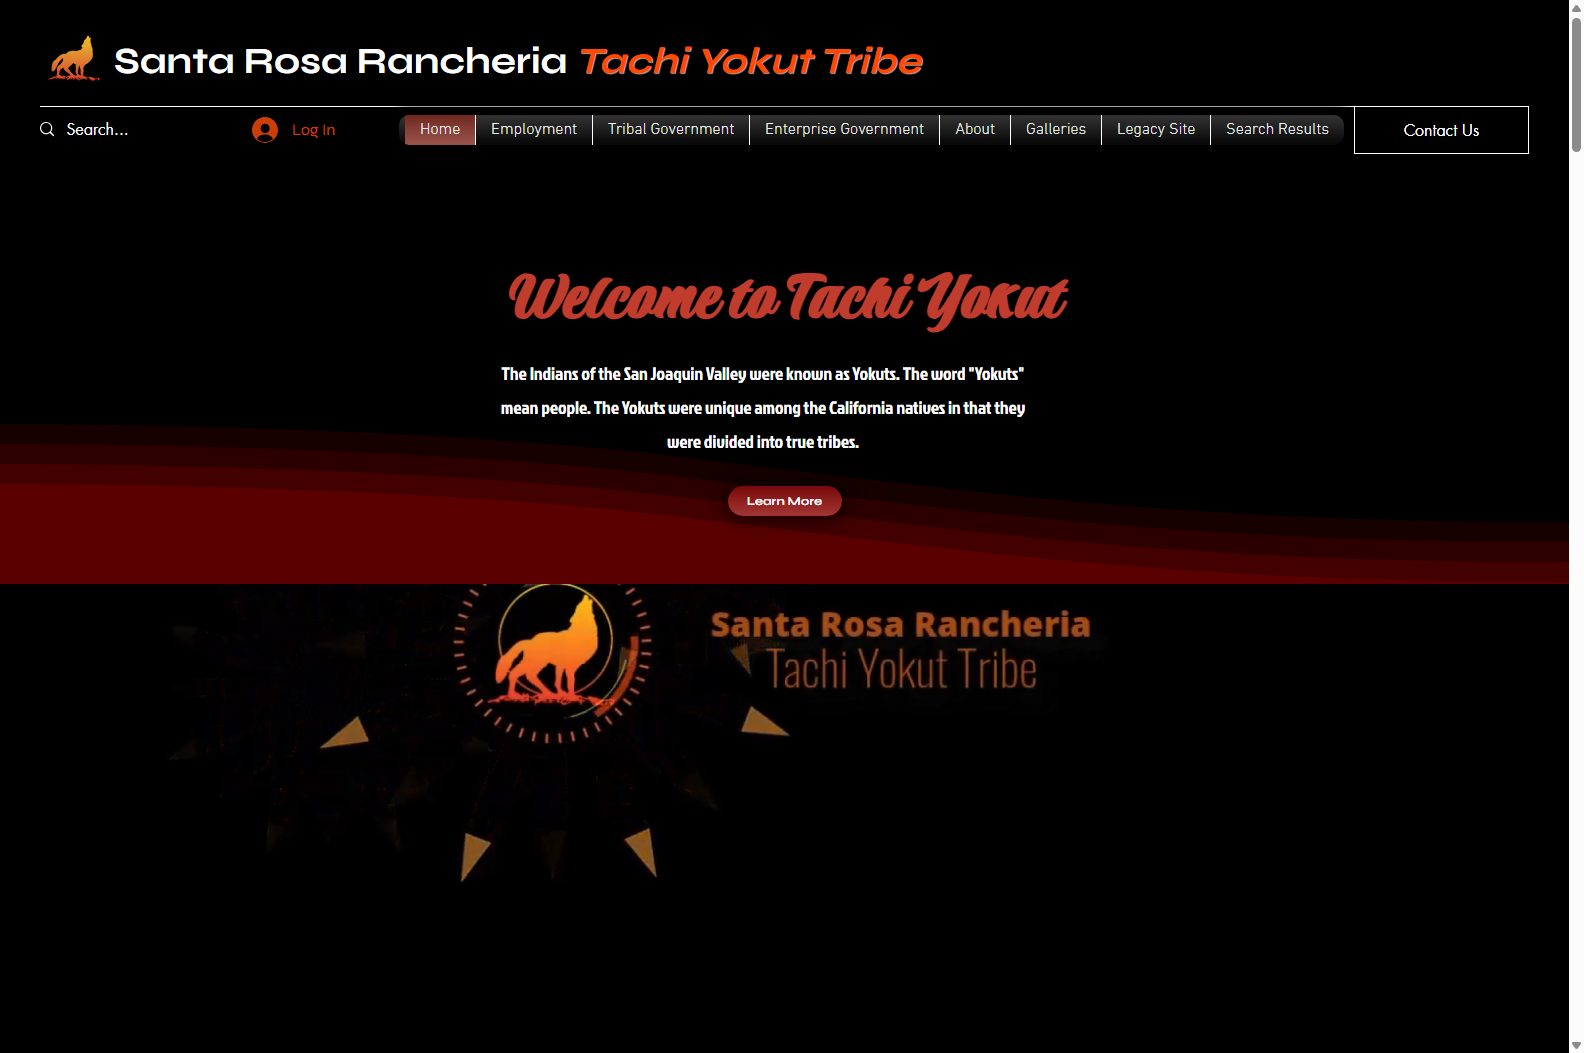 Santa Rosa Rancheria Tachi Yokut Tribe
Search...
Log In
Home
Employment
Tribal Government
Enterprise Government
About
Galleries
Legacy Site
Search Results
Contact Us
Welcome to Tachi Yokut
The Indians of the San Joaquin Valley were known as Yokuts. The word "Yokuts"
mean people. The Yokuts were unique among the California natives in that they
were divided into true tribes.
Learn More
Santa Rosa Rancheria
Tachi Yokut Tribe